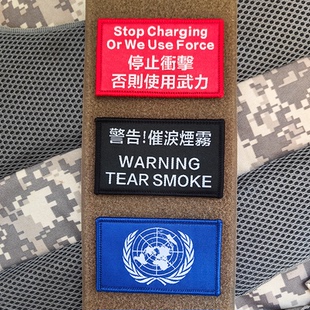 Stop Charging
Or We Use Force
停止衝擊
否則使用武力
警告!催淚煙霧
WARNING
TEAR SMOKE